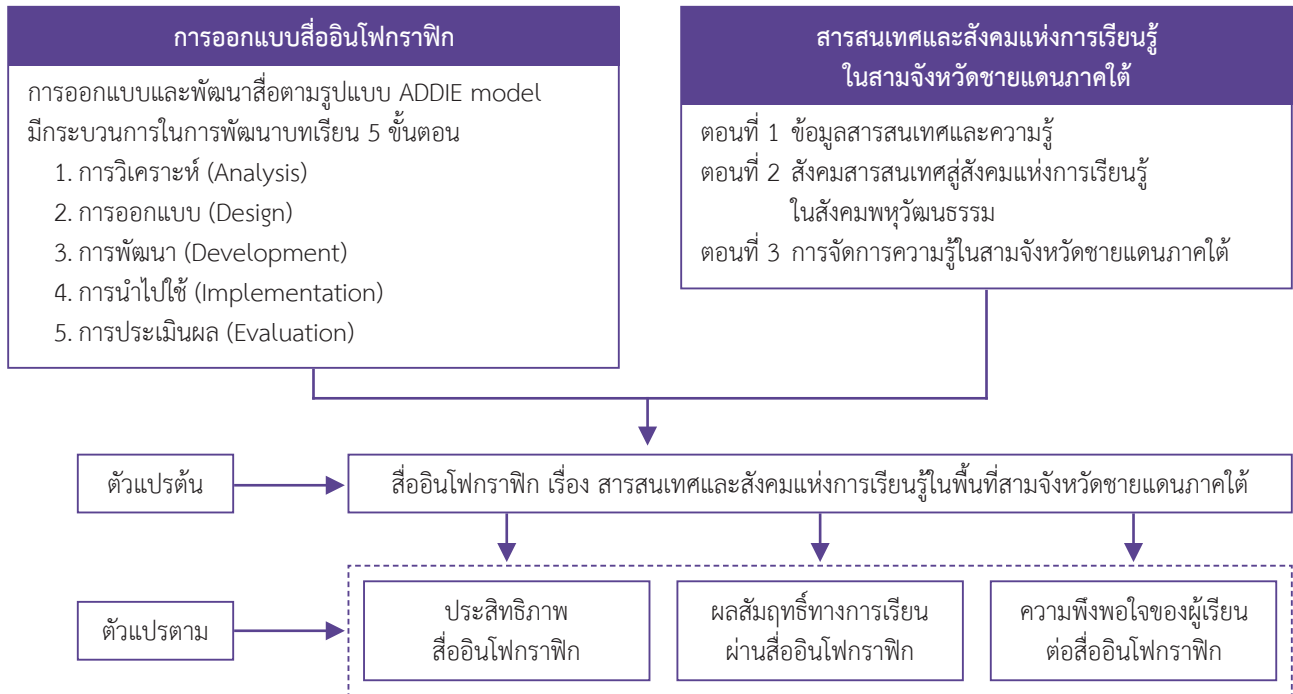 การออกแบบสื่ออินโฟกราฟิก
การออกแบบและพัฒนาสื่อตามรูปแบบ ADDIE model
มีกระบวนการในการพัฒนาบทเรียน 5 ขั้นตอน
1. การวิเคราะห์ (Analysis)
2. การออกแบบ (Design)
3. การพัฒนา (Development)
4. การนำไปใช้ (Implementation)
5. การประเมินผล (Evaluation)
สารสนเทศและสังคมแห่งการเรียนรู้
ในสามจังหวัดชายแดนภาคใต้
ตอนที่ 1 ข้อมูลสารสนเทศและความรู้
ตอนที่ 2 สังคมสารสนเทศสู่สังคมแห่งการเรียนรู้
ในสังคมพหุวัฒนธรรม
ตอนที่ 3 การจัดการความรู้ในสามจังหวัดชายแดนภาคใต้
ตัวแปรต้น
สื่ออินโฟกราฟิก เรื่อง สารสนเทศและสังคมแห่งการเรียนรู้ในพื้นที่สามจังหวัดชายแดนภาคใต้
ตัวแปรตาม
ประสิทธิภาพ
สื่ออินโฟกราฟิก
ผลสัมฤทธิ์ทางการเรียน
ผ่านสื่ออินโฟกราฟิก
ความพึงพอใจของผู้เรียน
ต่อสื่ออินโฟกราฟิก